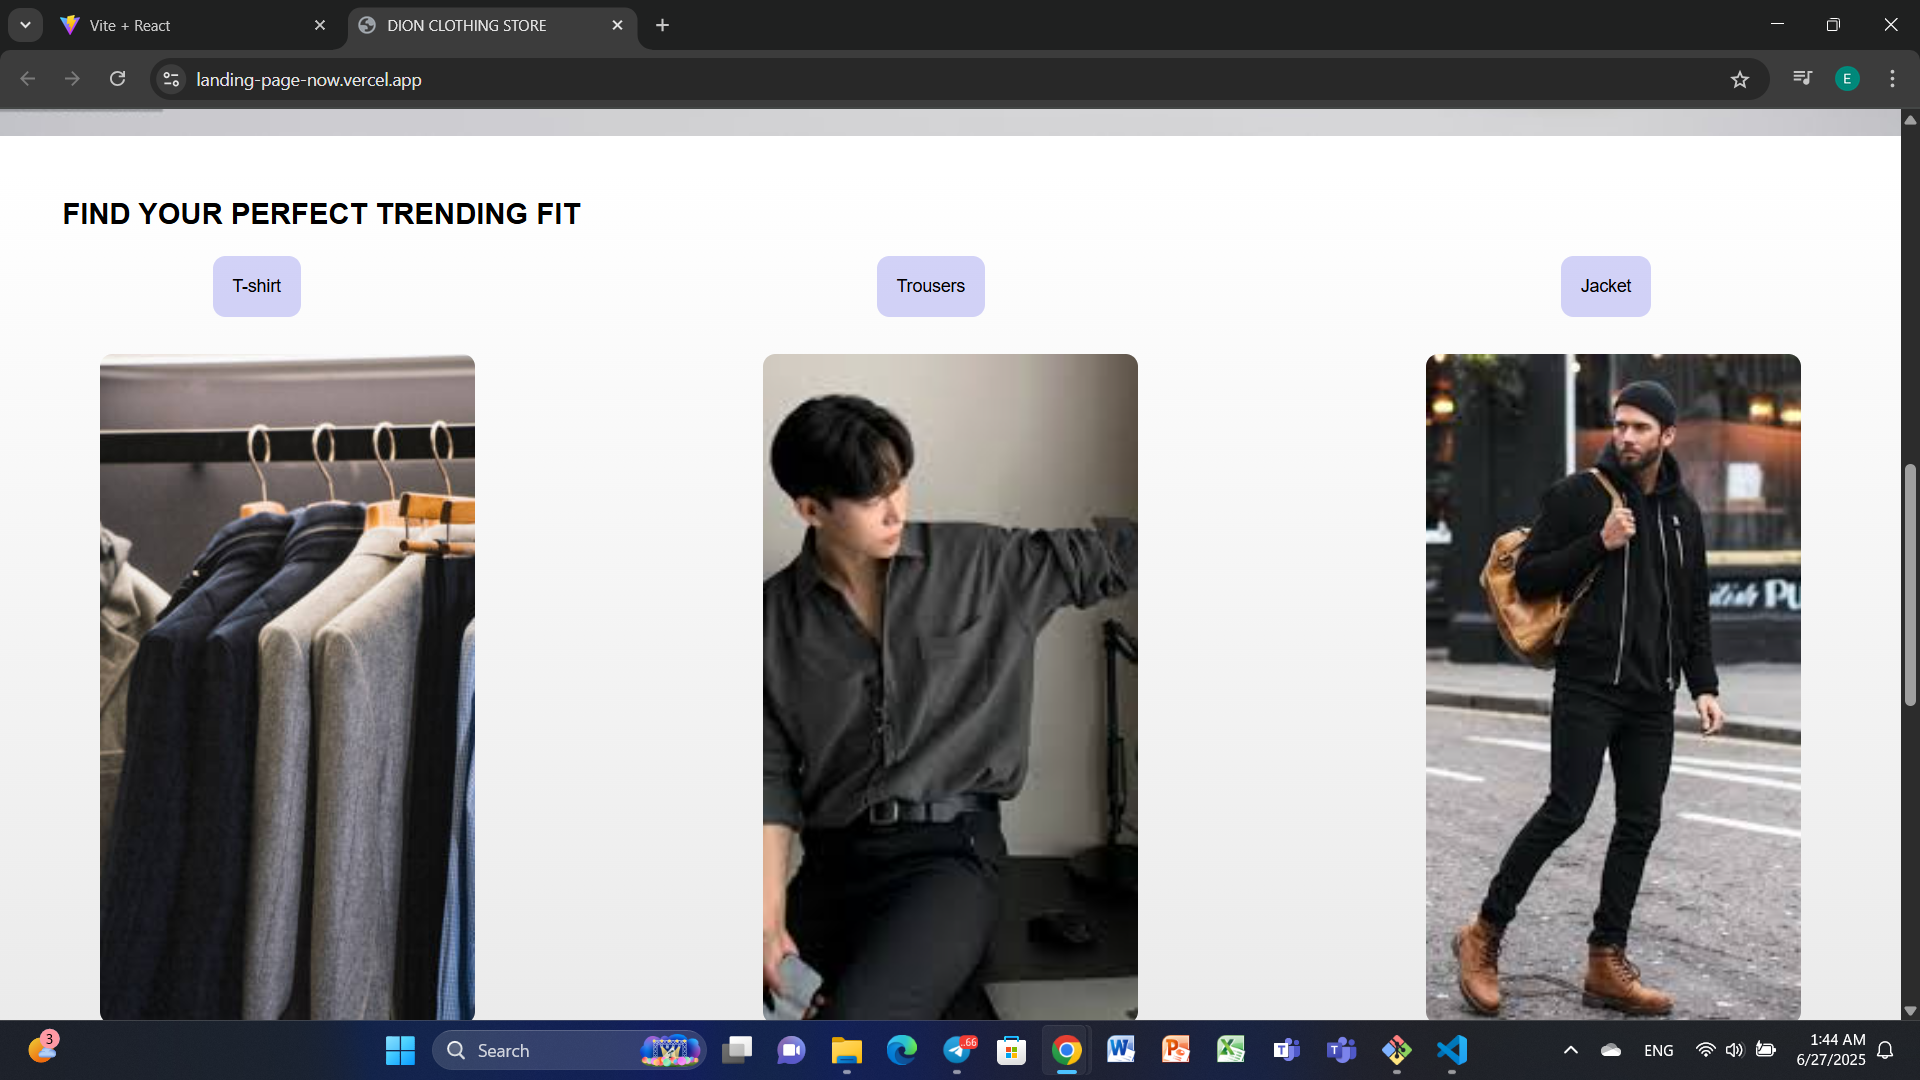 Vite + React
DION CLOTHING STORE
landing-page-now.vercel.app
E
FIND YOUR PERFECT TRENDING FIT
T-shirt
Trousers
Jacket
PU
3
Search
66
ENG
1:44 AM
6/27/2025